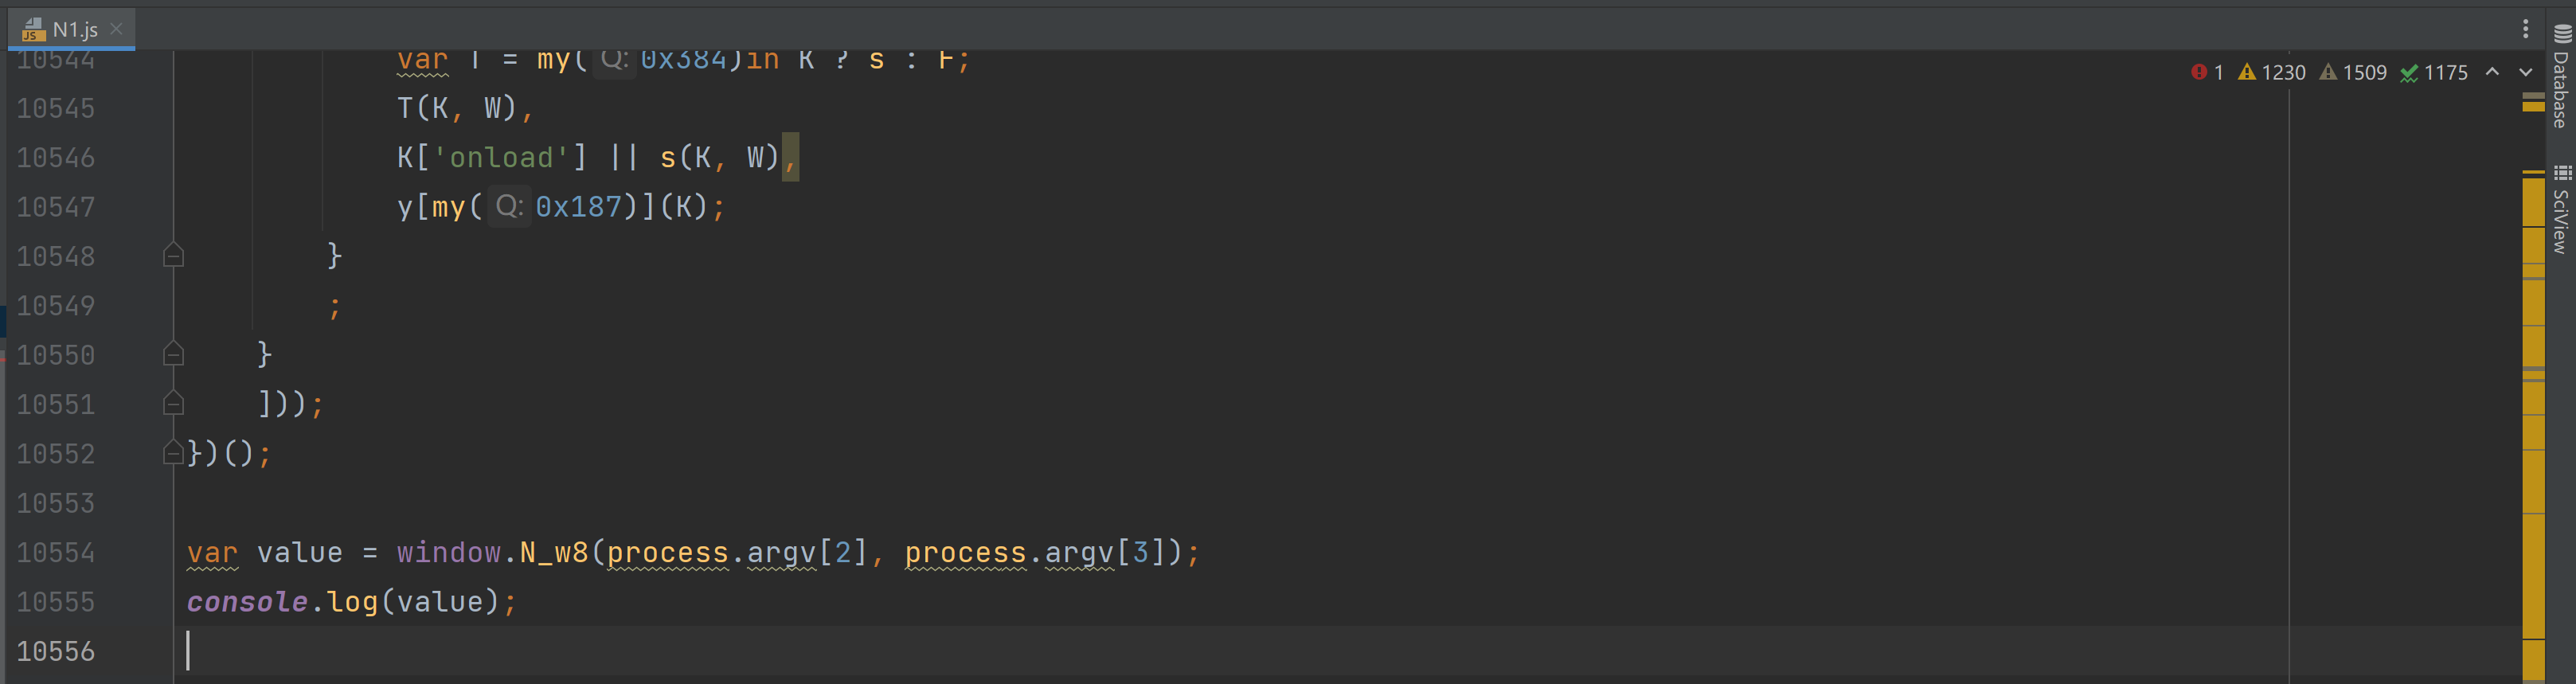 N1.js
10544 var T = my( Q: 0x384)in K ? s : F;
1 1230 1509 1175
10545 T(K, W),
10546 K['onload'] || s(K, W),
10547 y[my( Q: 0x187)](K);
10548 }
10549 ;
10550 }
10551 ]));
10552 })();
10553
10554 var value = window.N_w8(process.argv[2], process.argv[3]);
10555 console.log(value);
10556
Database
SciView